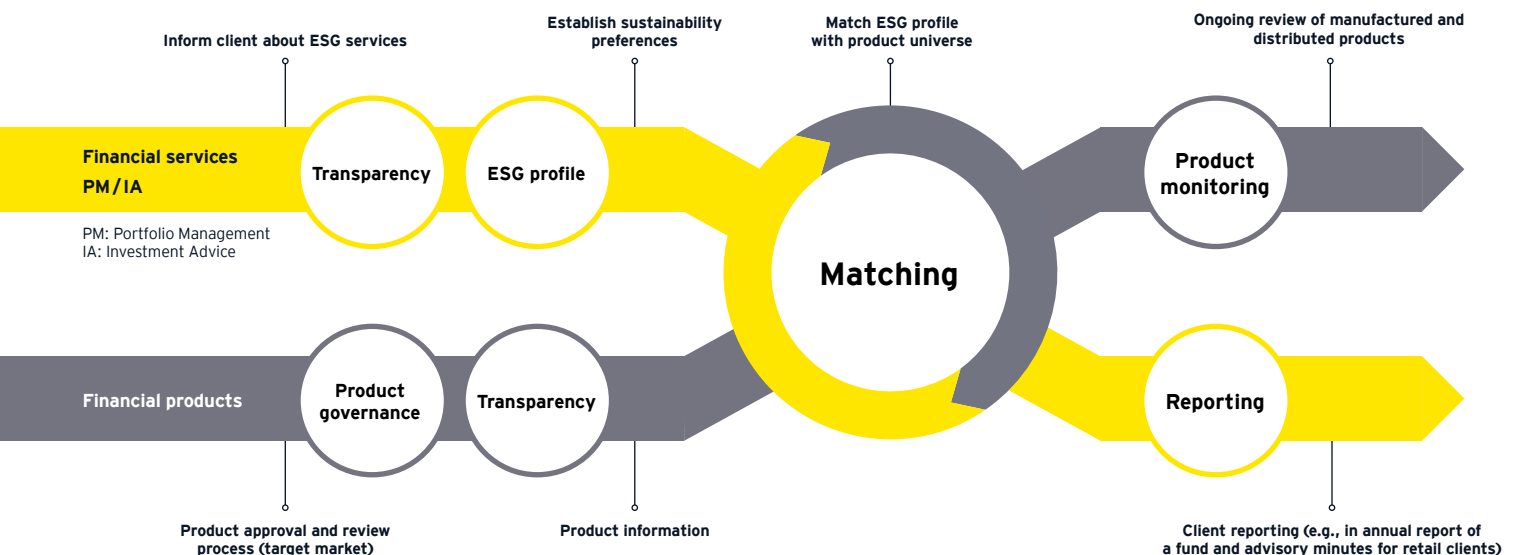 Inform client about ESG services
Establish sustainability
preferences
Match ESG profile
with product universe
Ongoing review of manufactured and
distributed products
Financial services
PM/IA
PM: Portfolio Management
IA: Investment Advice
Transparency
ESG profile
Matching
Product
monitoring
Financial products
Product
governance
Transparency
Reporting
Product approval and review
process (target market)
Product information
Client reporting (e.g., in annual report of
a fund and advisory minutes for retail clients)